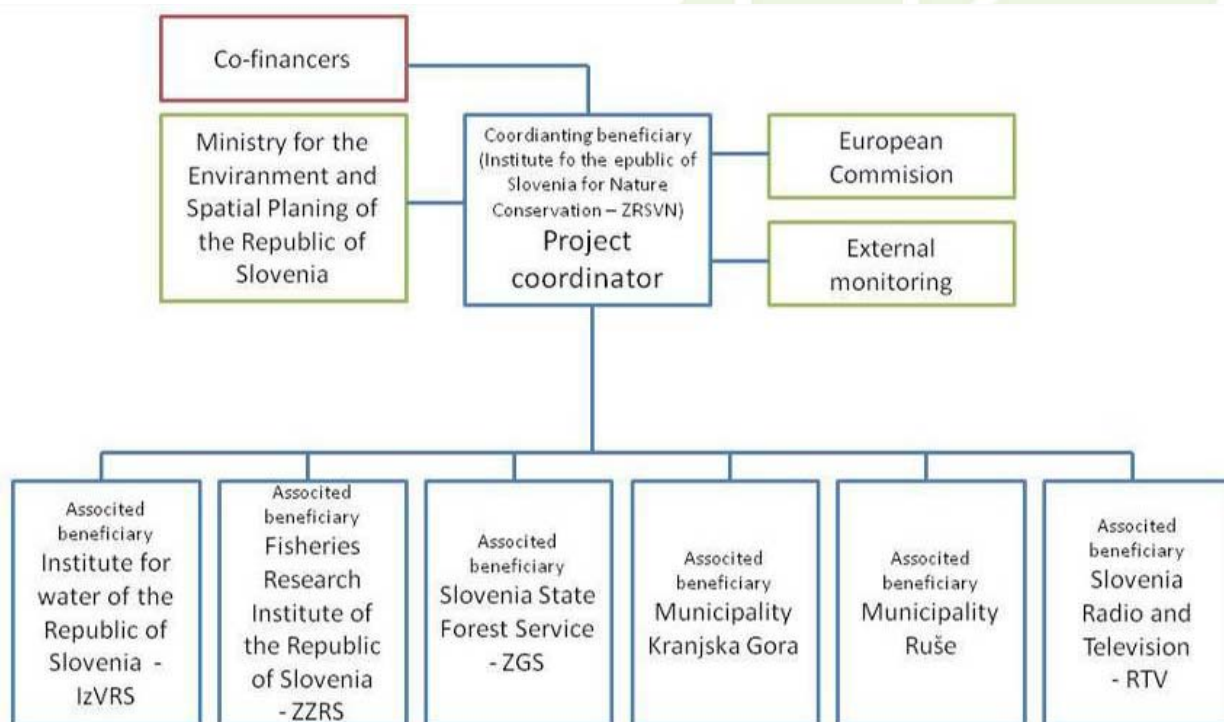 Co-financers
Ministry for the
Enviranment and
Spatial Planing of
the Republic of
Slovenia
Coordianting beneficiary
(Institute fo the epublic of
Slovenia for Nature
Conservation – ZRSVN)
Project
coordinator
European
Commision
External
monitoring
Associted
beneficiary
Institute for
water of the
Republic of
Slovenia -
IzVRS
Associted
beneficiary
Fisheries
Research
Institute of
the Republic
of Slovenia
- ZZRS
Associted
beneficiary
Slovenia State
Forest Service
- ZGS
Associted
beneficiary
Municipality
Kranjska Gora
Associted
beneficiary
Municipality
Ruše
Associted
beneficiary
Slovenia
Radio and
Television
- RTV